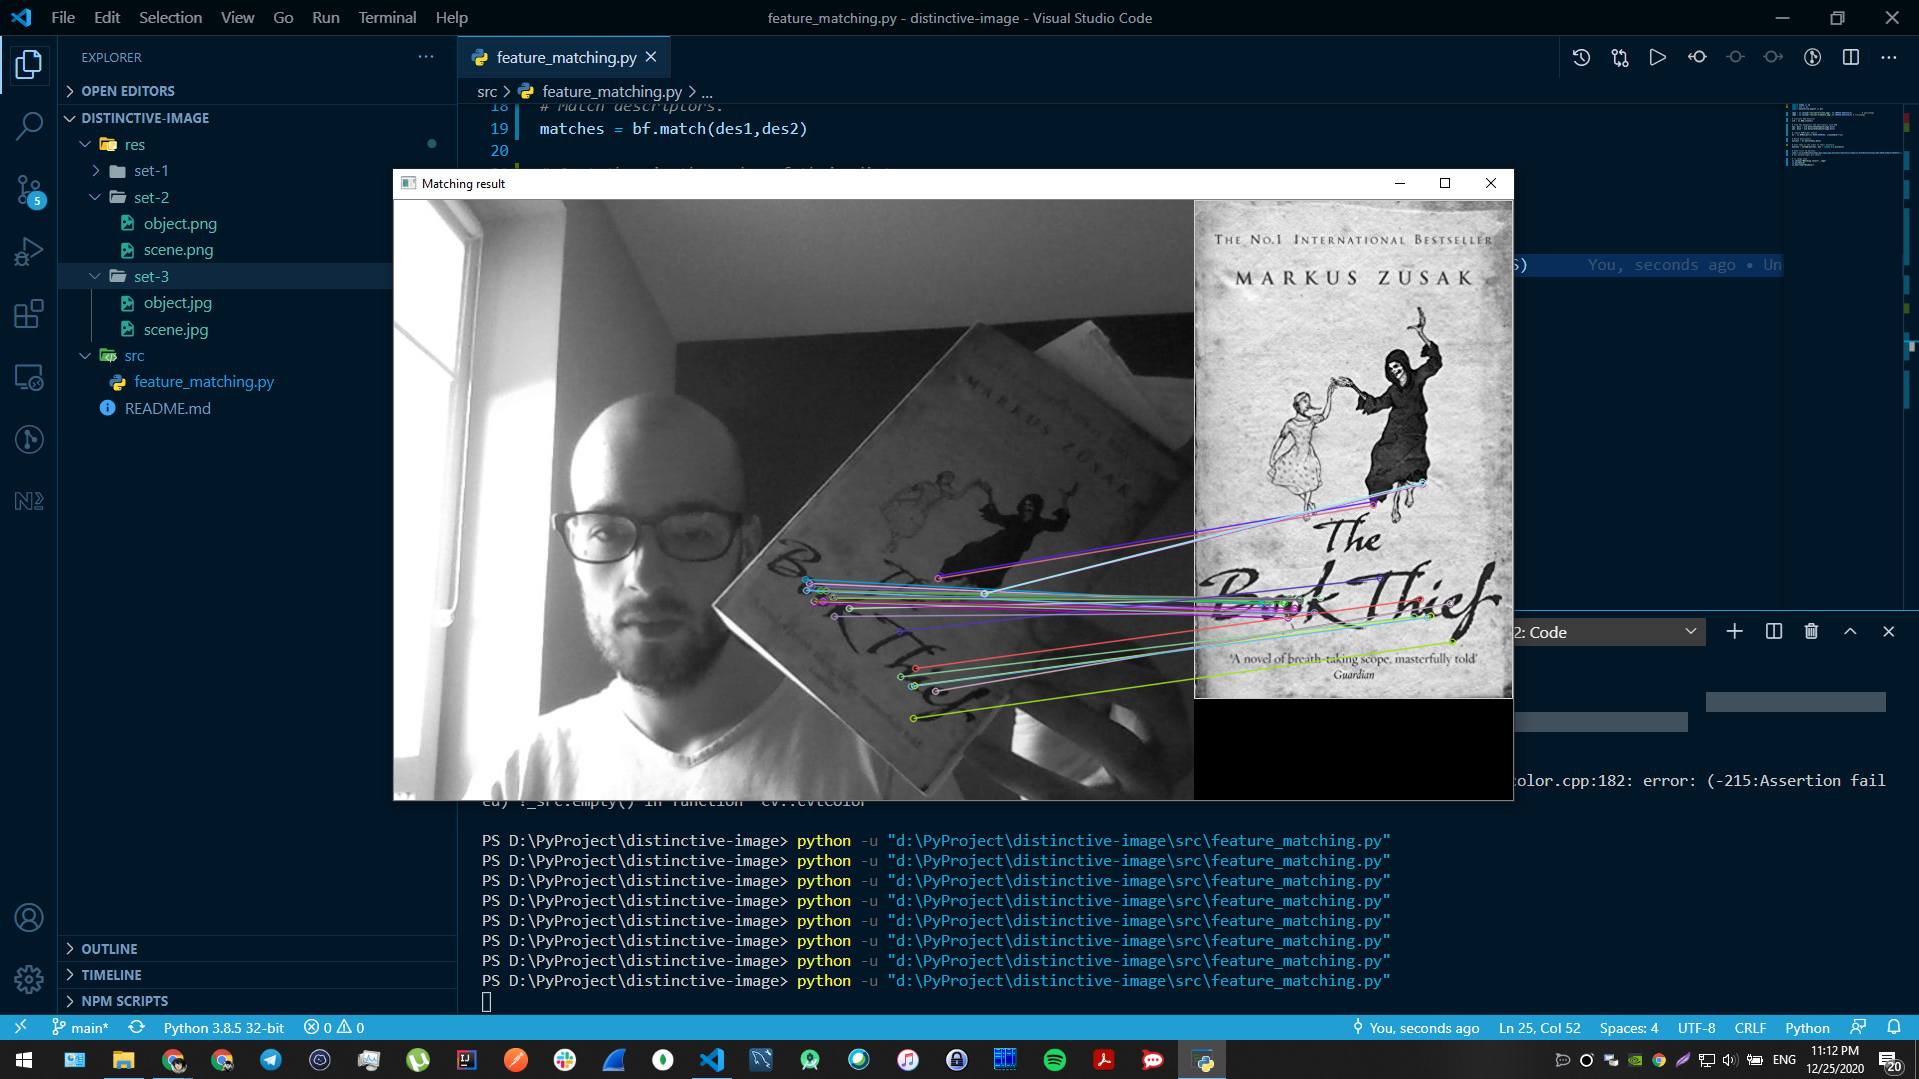 File Edit Selection View Go Run Terminal Help
feature_matching.py - distinctive-image - Visual Studio Code
EXPLORER
OPEN EDITORS
DISTINCTIVE-IMAGE
res
set-1
set-2
object.png
scene.png
set-3
object.jpg
scene.jpg
src
feature_matching.py
README.md
OUTLINE
TIMELINE
NPM SCRIPTS
5
feature_matching.py
src > feature_matching.py > ...
18 # Match descriptors.
19 matches = bf.match(des1,des2)
20
You, seconds ago • Un
Matching result
MARKUS ZUSAK
THE NO.1 INTERNATIONAL BESTSELLER
MARKUS ZUSAK
The
Book Thief
'A novel of breath-taking scope, masterfully told'
Guardian
2: Code
color.cpp:182: error: (-215:Assertion fail
ed) !_src.empty() in function 'cv::cvtColor'
PS D:\PyProject\distinctive-image> python -u "d:\PyProject\distinctive-image\src\feature_matching.py"
PS D:\PyProject\distinctive-image> python -u "d:\PyProject\distinctive-image\src\feature_matching.py"
PS D:\PyProject\distinctive-image> python -u "d:\PyProject\distinctive-image\src\feature_matching.py"
PS D:\PyProject\distinctive-image> python -u "d:\PyProject\distinctive-image\src\feature_matching.py"
PS D:\PyProject\distinctive-image> python -u "d:\PyProject\distinctive-image\src\feature_matching.py"
PS D:\PyProject\distinctive-image> python -u "d:\PyProject\distinctive-image\src\feature_matching.py"
PS D:\PyProject\distinctive-image> python -u "d:\PyProject\distinctive-image\src\feature_matching.py"
PS D:\PyProject\distinctive-image> python -u "d:\PyProject\distinctive-image\src\feature_matching.py"
main* Python 3.8.5 32-bit 0 0
You, seconds ago Ln 25, Col 52 Spaces: 4 UTF-8 CRLF Python
ENG
11:12 PM
12/25/2020
20